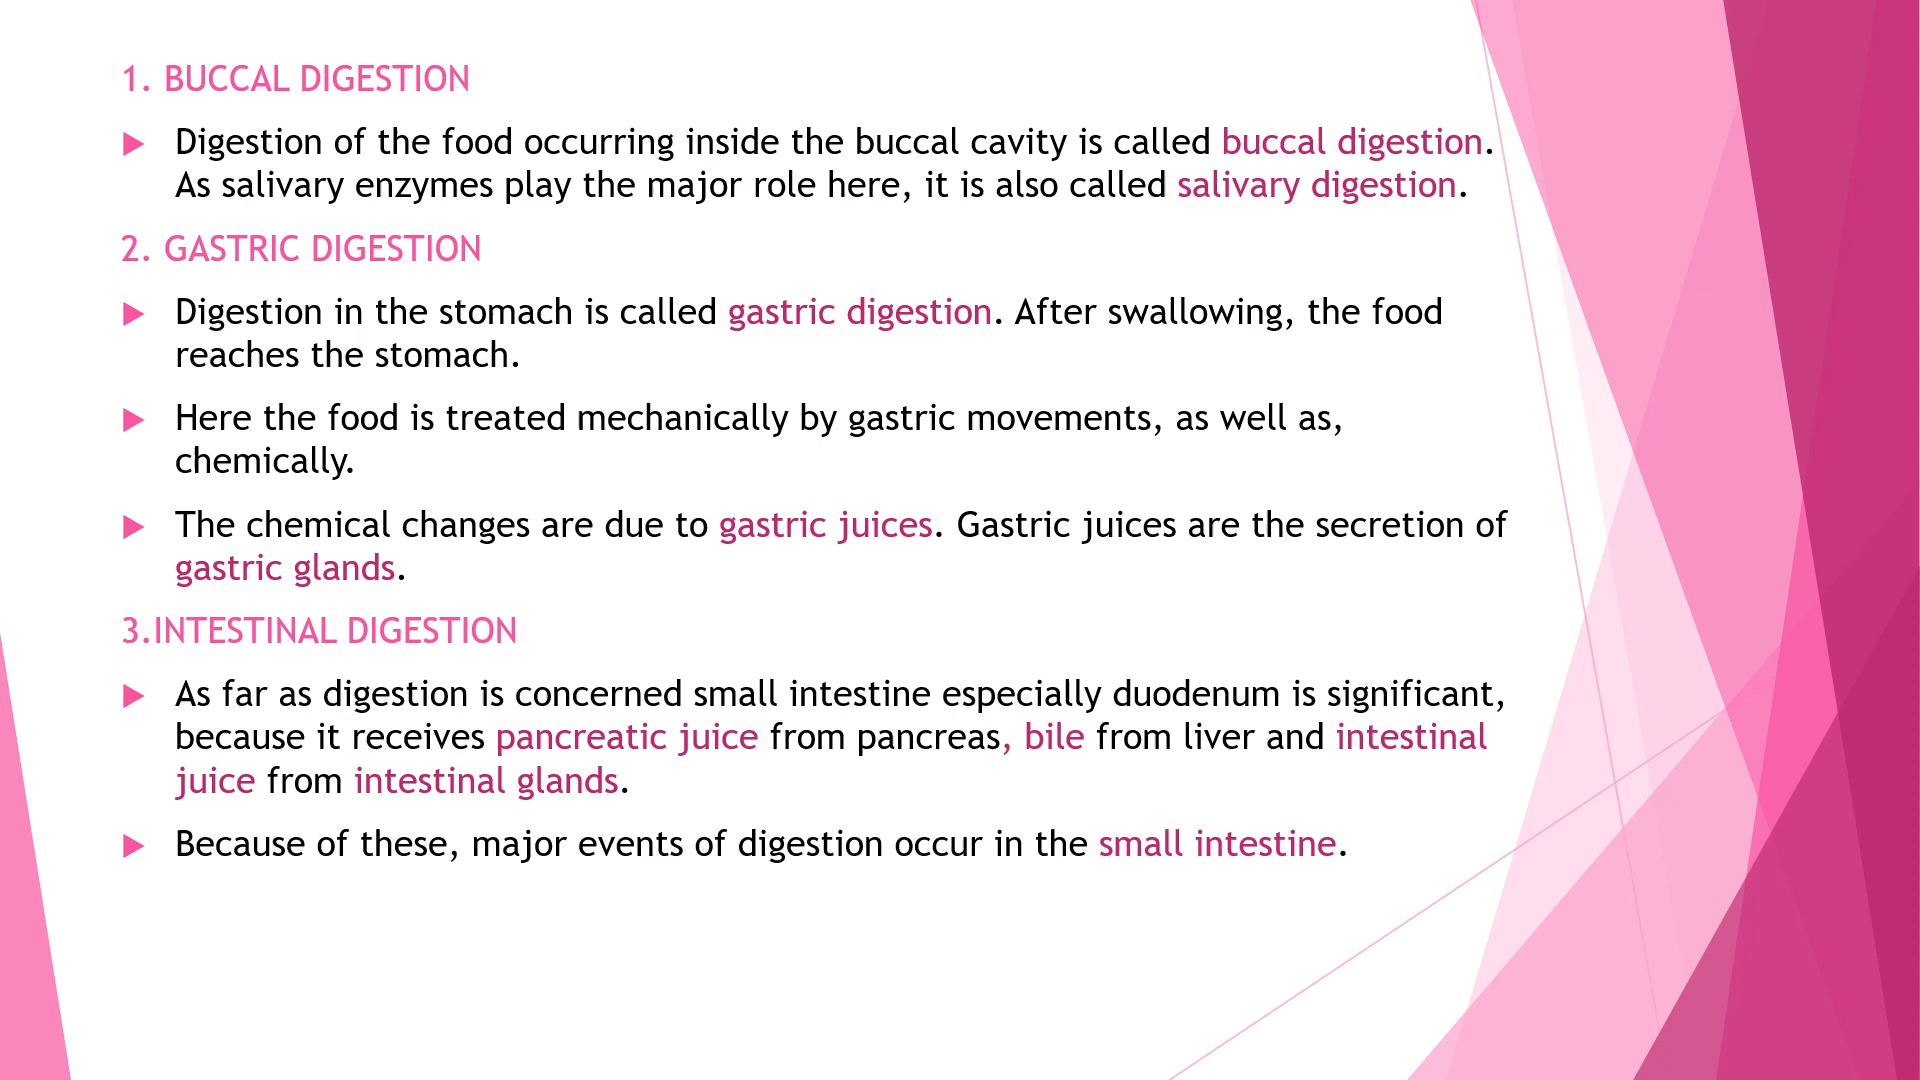 1. BUCCAL DIGESTION
Digestion of the food occurring inside the buccal cavity is called buccal digestion.
As salivary enzymes play the major role here, it is also called salivary digestion.
2. GASTRIC DIGESTION
Digestion in the stomach is called gastric digestion. After swallowing, the food
reaches the stomach.
Here the food is treated mechanically by gastric movements, as well as,
chemically.
The chemical changes are due to gastric juices. Gastric juices are the secretion of
gastric glands.
3.INTESTINAL DIGESTION
As far as digestion is concerned small intestine especially duodenum is significant,
because it receives pancreatic juice from pancreas, bile from liver and intestinal
juice from intestinal glands.
Because of these, major events of digestion occur in the small intestine.